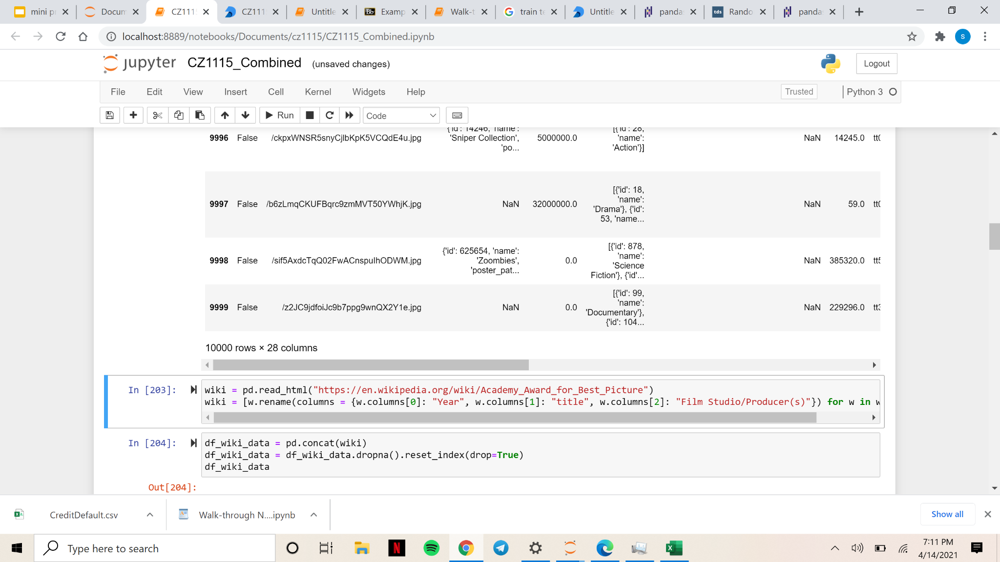 mini p
Docum
CZ111
CZ111
Untitle
Bb Examp
Walk-t
train te
Untitle
panda
tds Rando
panda
localhost:8889/notebooks/Documents/cz1115/CZ1115_Combined.ipynb
S
jupyter CZ1115_Combined (unsaved changes)
Logout
File Edit View Insert Cell Kernel Widgets Help
Trusted
Python 3
Run
Code
{'id': 14246, 'name':
'Sniper Collection',
'po...
[{'id': 28,
'name':
'Action'}]
9996 False /ckpxWNSR5snyCjlbKpK5VCQdE4u.jpg 5000000.0 NaN 14245.0
[{'id': 18,
'name':
'Drama'}, {'id':
53, 'name...
9997 False /b6zLmqCKUFBqrc9zmMVT50YWhjK.jpg NaN 32000000.0 NaN 59.0
{'id': 625654, 'name':
'Zoombies',
'poster_pat...
[{'id': 878,
'name':
'Science
Fiction'}, {'id'...
9998 False /sif5AxdcTqQ02FwACnspuIhODWM.jpg 0.0 NaN 385320.0
[{'id': 99,
'name':
'Documentary'},
{'id': 104...
9999 False /z2JC9jdfoiJc9b7ppg9wnQX2Y1e.jpg NaN 0.0 NaN 229296.0
10000 rows × 28 columns
In [203]:
wiki = pd.read_html("https://en.wikipedia.org/wiki/Academy_Award_for_Best_Picture")
wiki = [w.rename(columns = {w.columns[0]: "Year", w.columns[1]: "title", w.columns[2]: "Film Studio/Producer(s)"}) for w in w
In [204]:
df_wiki_data = pd.concat(wiki)
df_wiki_data = df_wiki_data.dropna().reset_index(drop=True)
df_wiki_data
Out[204]:
CreditDefault.csv
Walk-through N....ipynb
Show all
Type here to search
7:11 PM
4/14/2021